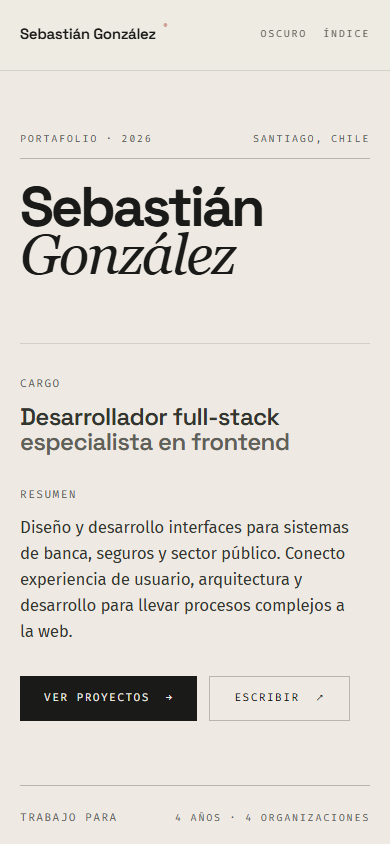 Sebastián González
OSCURO ÍNDICE
PORTAFOLIO · 2026
SANTIAGO, CHILE
Sebastián
González
CARGO
Desarrollador full-stack
especialista en frontend
RESUMEN
Diseño y desarrollo interfaces para sistemas
de banca, seguros y sector público. Conecto
experiencia de usuario, arquitectura y
desarrollo para llevar procesos complejos a
la web.
VER PROYECTOS →
ESCRIBIR ↗
TRABAJO PARA
4 AÑOS · 4 ORGANIZACIONES